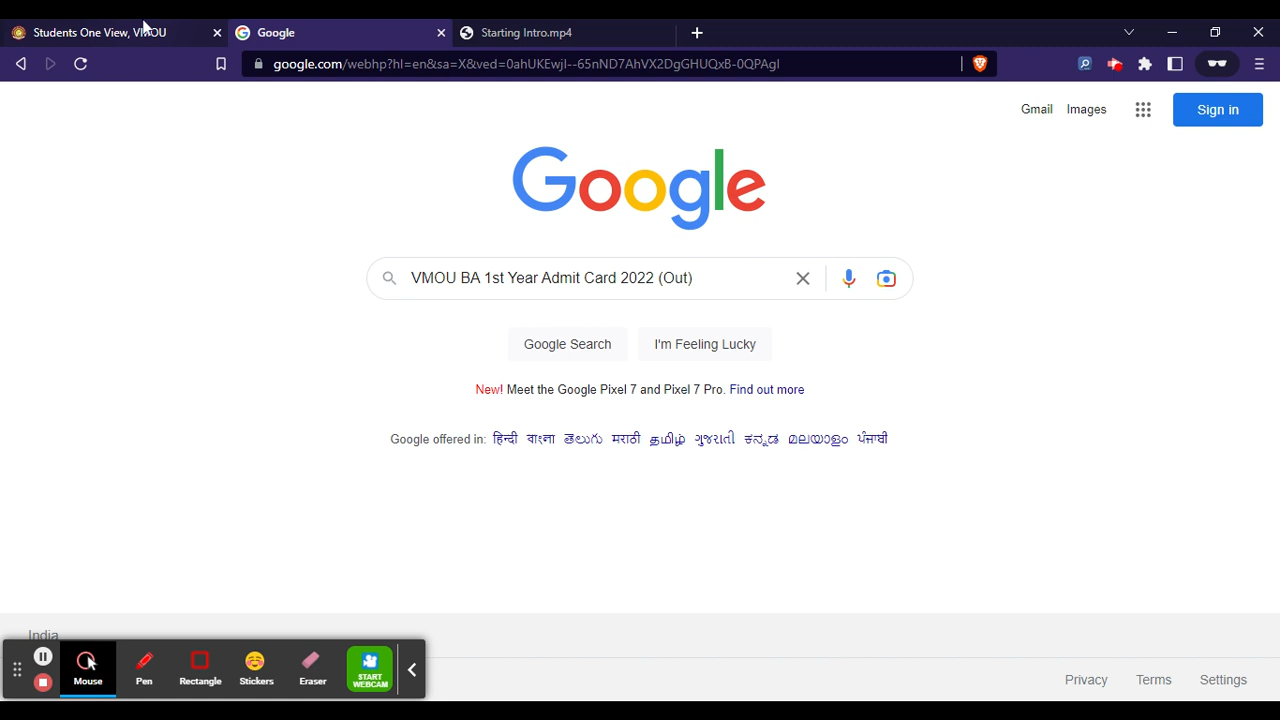 Students One View, VMOU
Google
Starting Intro.mp4
google.com/webhp?hl=en&sa=X&ved=0ahUKEwjl--65nND7AhVX2DgGHUQxB-0QPAgI
Gmail Images Sign in
Google
VMOU BA 1st Year Admit Card 2022 (Out)
Google Search I'm Feeling Lucky
New! Meet the Google Pixel 7 and Pixel 7 Pro. Find out more
Google offered in: हिन्दी বাংলা తెలుగు मराठी தமிழ் ગુજરાતી ಕನ್ನಡ മലയാളം ਪੰਜਾਬੀ
India
Mouse Pen Rectangle Stickers Eraser START
WEBCAM
Privacy Terms Settings